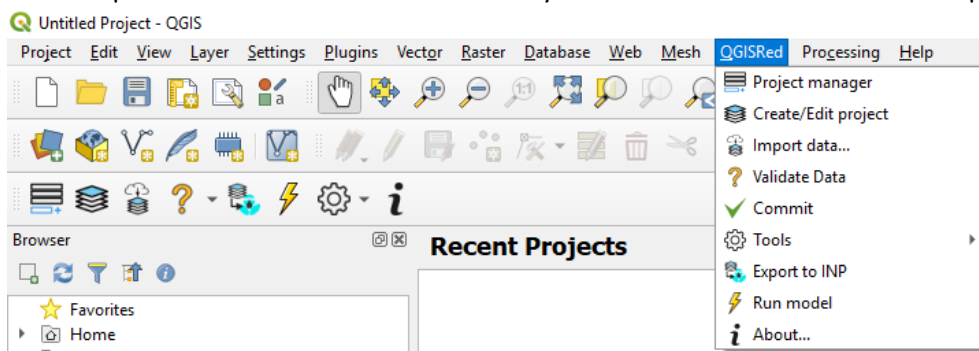 Untitled Project - QGIS
Project Edit View Layer Settings Plugins Vector Raster Database Web Mesh QGISRed Processing Help
Project manager
Create/Edit project
Import data...
Validate Data
Commit
Tools
Export to INP
Run model
About...
Browser
Recent Projects
Favorites
Home